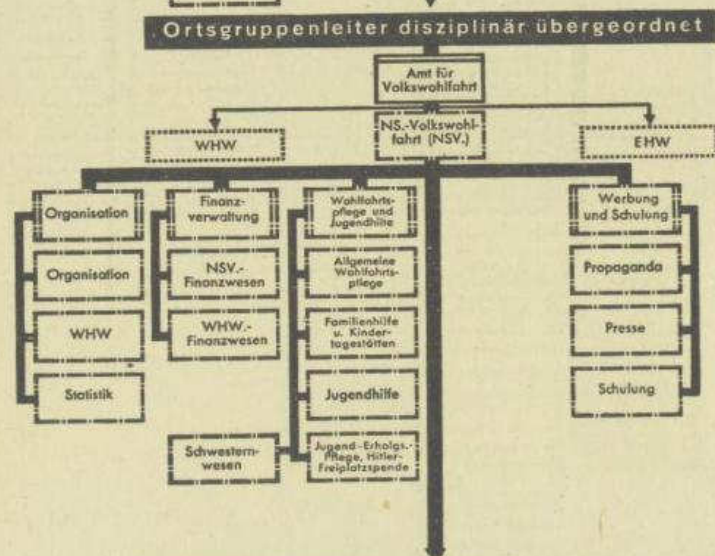 Ortsgruppenleiter disziplinär übergeordnet
Amt für
Volkswohlfahrt
WHW
NS.-Volkswohl-
fahrt (NSV.)
EHW
Organisation
Organisation
WHW
Statistik
Finanz-
verwaltung
NSV.-
Finanzwesen
WHW.-
Finanzwesen
Wohlfahrts-
pflege und
Jugendhilfe
Allgemeine
Wohlfahrts-
pflege
Familienhilfe
u. Kinder-
tagesstätten
Jugendhilfe
Jugend-Erholgs.-
Pflege, Hitler-
Freiplatzspende
Schwestern-
wesen
Werbung
und Schulung
Propaganda
Presse
Schulung